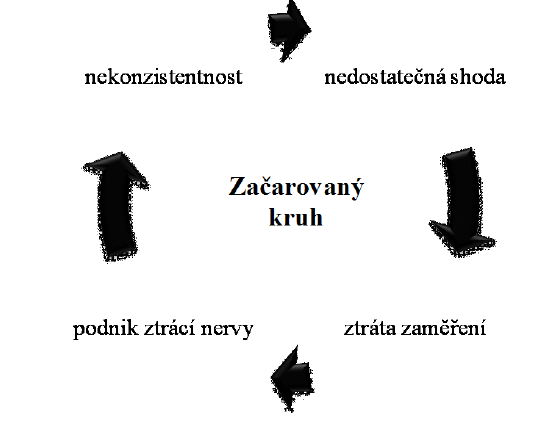 nekonzistentnost
nedostatečná shoda
Začarovaný
kruh
podnik ztrácí nervy
ztráta zaměření